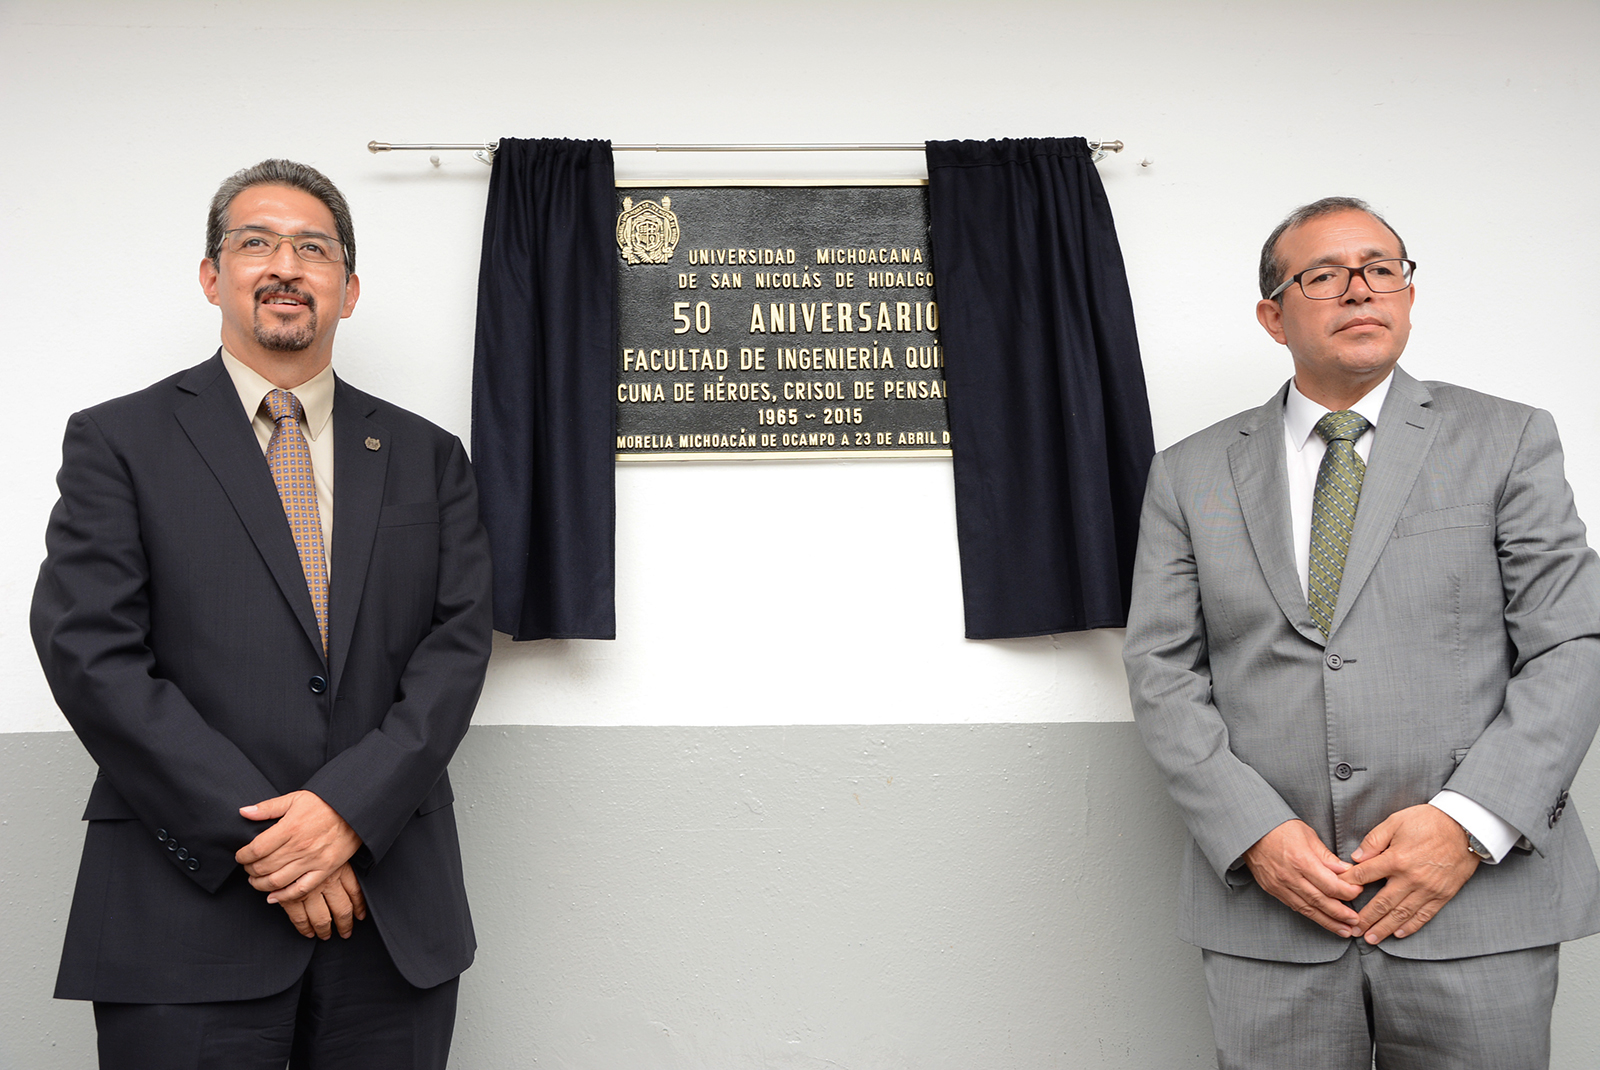 UNIVERSIDAD MICHOACANA
DE SAN NICOLÁS DE HIDALGO
50 ANIVERSARIO
FACULTAD DE INGENIERÍA
CUNA DE HÉROES, CRISOL DE
1965 ~ 2015
MORELIA MICHOACÁN DE OCAMPO A 23 DE ABRIL